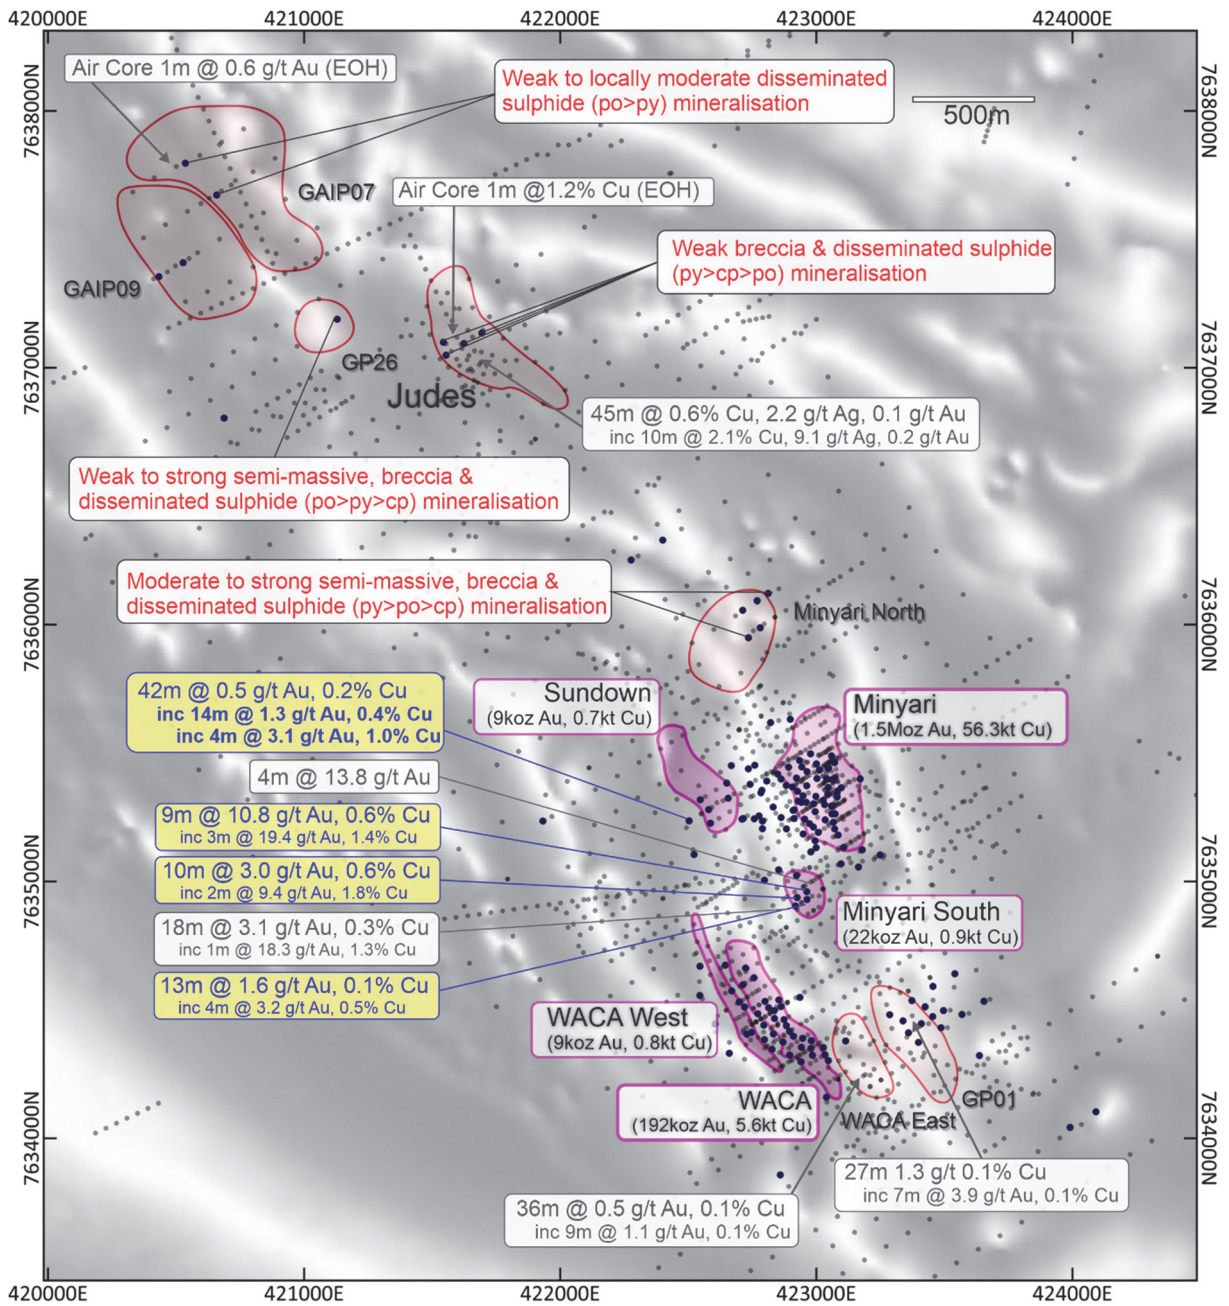 420000E
421000E
422000E
423000E
424000E
Air Core 1m @ 0.6 g/t Au (EOH)
Weak to locally moderate disseminated
sulphide (po>py) mineralisation
500m
7638000N
7638000N
GAIP07
Air Core 1m @1.2% Cu (EOH)
Weak breccia & disseminated sulphide
(py>cp>po) mineralisation
GAIP09
GP26
Judes
7637000N
7637000N
45m @ 0.6% Cu, 2.2 g/t Ag, 0.1 g/t Au
inc 10m @ 2.1% Cu, 9.1 g/t Ag, 0.2 g/t Au
Weak to strong semi-massive, breccia &
disseminated sulphide (po>py>cp) mineralisation
Moderate to strong semi-massive, breccia &
disseminated sulphide (py>po>cp) mineralisation
Minyari North
7636000N
7636000N
42m @ 0.5 g/t Au, 0.2% Cu
inc 14m @ 1.3 g/t Au, 0.4% Cu
inc 4m @ 3.1 g/t Au, 1.0% Cu
Sundown
(9koz Au, 0.7kt Cu)
Minyari
(1.5Moz Au, 56.3kt Cu)
4m @ 13.8 g/t Au
9m @ 10.8 g/t Au, 0.6% Cu
inc 3m @ 19.4 g/t Au, 1.4% Cu
10m @ 3.0 g/t Au, 0.6% Cu
inc 2m @ 9.4 g/t Au, 1.8% Cu
7635000N
7635000N
18m @ 3.1 g/t Au, 0.3% Cu
inc 1m @ 18.3 g/t Au, 1.3% Cu
Minyari South
(22koz Au, 0.9kt Cu)
13m @ 1.6 g/t Au, 0.1% Cu
inc 4m @ 3.2 g/t Au, 0.5% Cu
WACA West
(9koz Au, 0.8kt Cu)
WACA
(192koz Au, 5.6kt Cu)
WACA East
GP01
7634000N
7634000N
27m 1.3 g/t 0.1% Cu
inc 7m @ 3.9 g/t Au, 0.1% Cu
36m @ 0.5 g/t Au, 0.1% Cu
inc 9m @ 1.1 g/t Au, 0.1% Cu
420000E
421000E
422000E
423000E
424000E